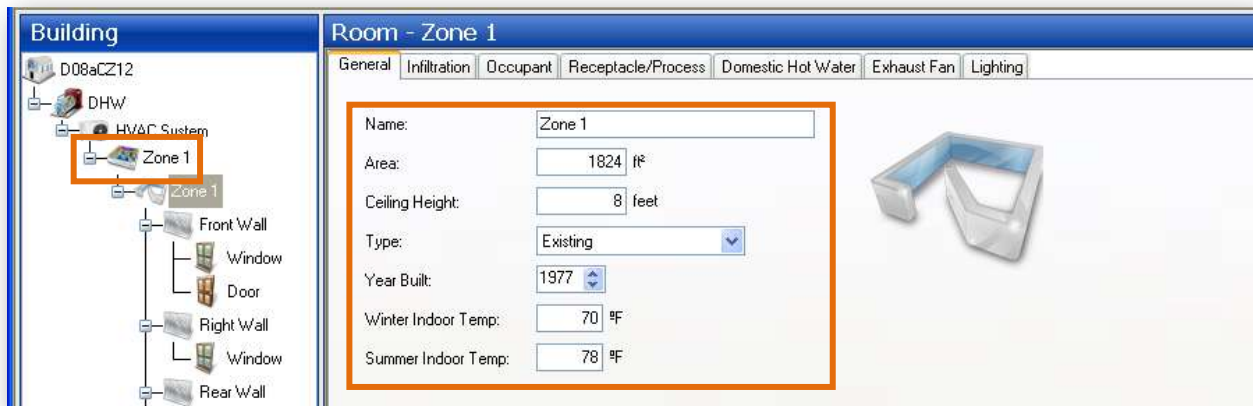 Building
D08aCZ12
DHW
HVAC System
Zone 1
Zone 1
Front Wall
Window
Door
Right Wall
Window
Rear Wall
Room - Zone 1
General Infiltration Occupant Receptacle/Process Domestic Hot Water Exhaust Fan Lighting
Name: Zone 1
Area: 1824 ft²
Ceiling Height: 8 feet
Type: Existing
Year Built: 1977
Winter Indoor Temp: 70 ºF
Summer Indoor Temp: 78 ºF